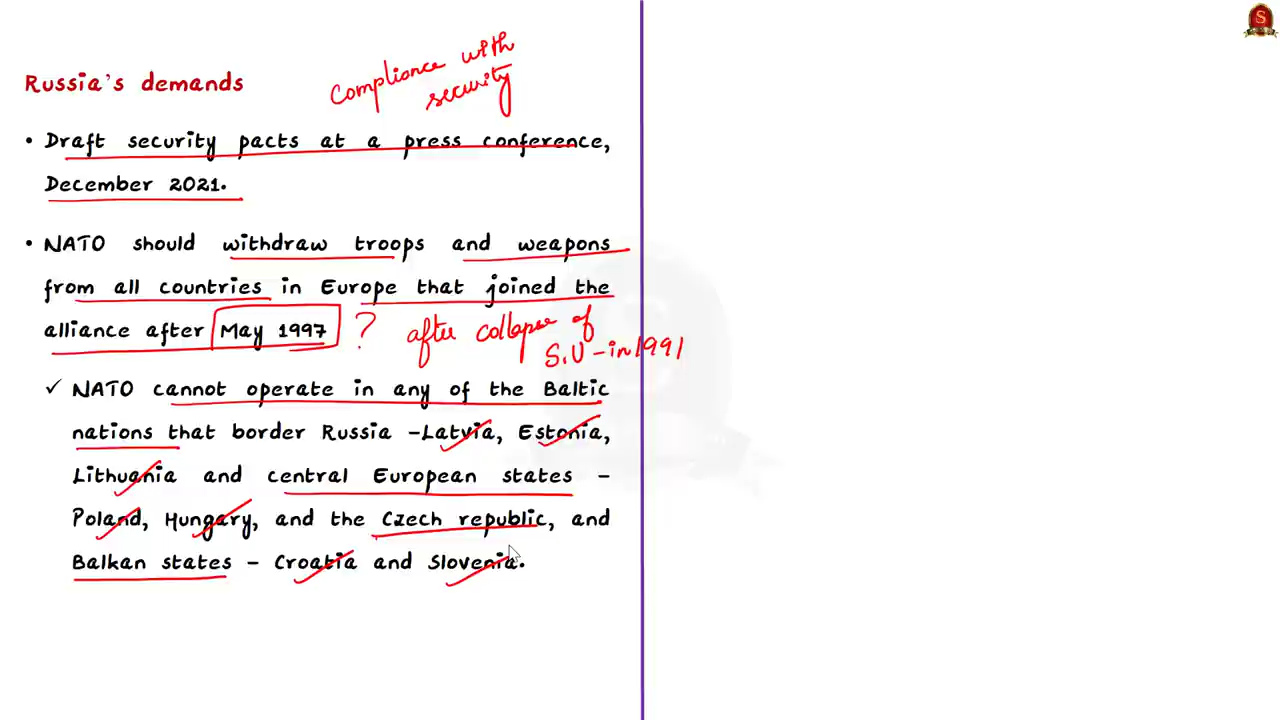 Compliance with
security
Russia's demands
• Draft security pacts at a press conference,
December 2021.
• NATO should withdraw troops and weapons
from all countries in Europe that joined the
alliance after May 1997 ? after collapse of
S.U - in 1991
✓ NATO cannot operate in any of the Baltic
nations that border Russia -Latvia, Estonia,
Lithuania and central European states -
Poland, Hungary, and the Czech republic, and
Balkan states - Croatia and Slovenia.
S